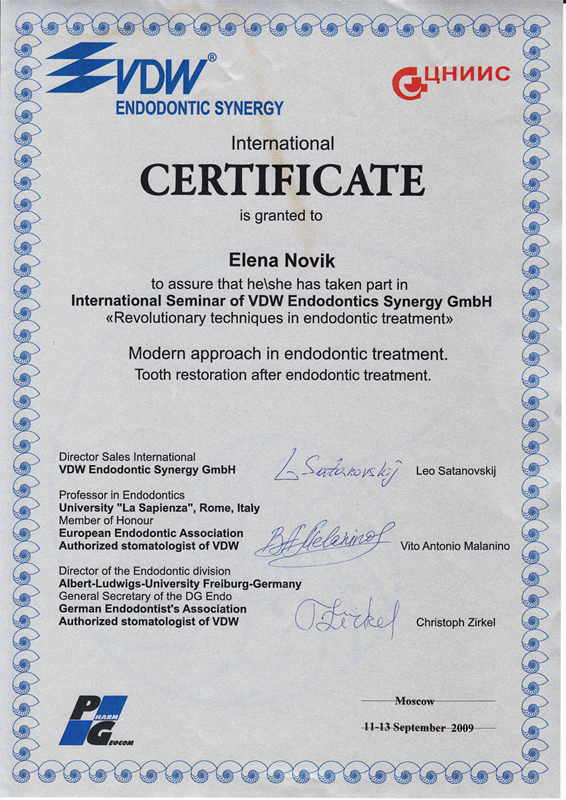 VDW®
ENDODONTIC SYNERGY
ЦНИИС
International
CERTIFICATE
is granted to
Elena Novik
to assure that he\she has taken part in
International Seminar of VDW Endodontics Synergy GmbH
«Revolutionary techniques in endodontic treatment»
Modern approach in endodontic treatment.
Tooth restoration after endodontic treatment.
Director Sales International
VDW Endodontic Synergy GmbH
L Satanovskij
Leo Satanovskij
Professor in Endodontics
University "La Sapienza", Rome, Italy
Member of Honour
European Endodontic Association
Authorized stomatologist of VDW
Vito Antonio Malanino
Director of the Endodontic division
Albert-Ludwigs-University Freiburg-Germany
General Secretary of the DG Endo
German Endodontist's Association
Authorized stomatologist of VDW
Zirkel
Christoph Zirkel
PHARM
GEOCOM
Moscow
11-13 September 2009